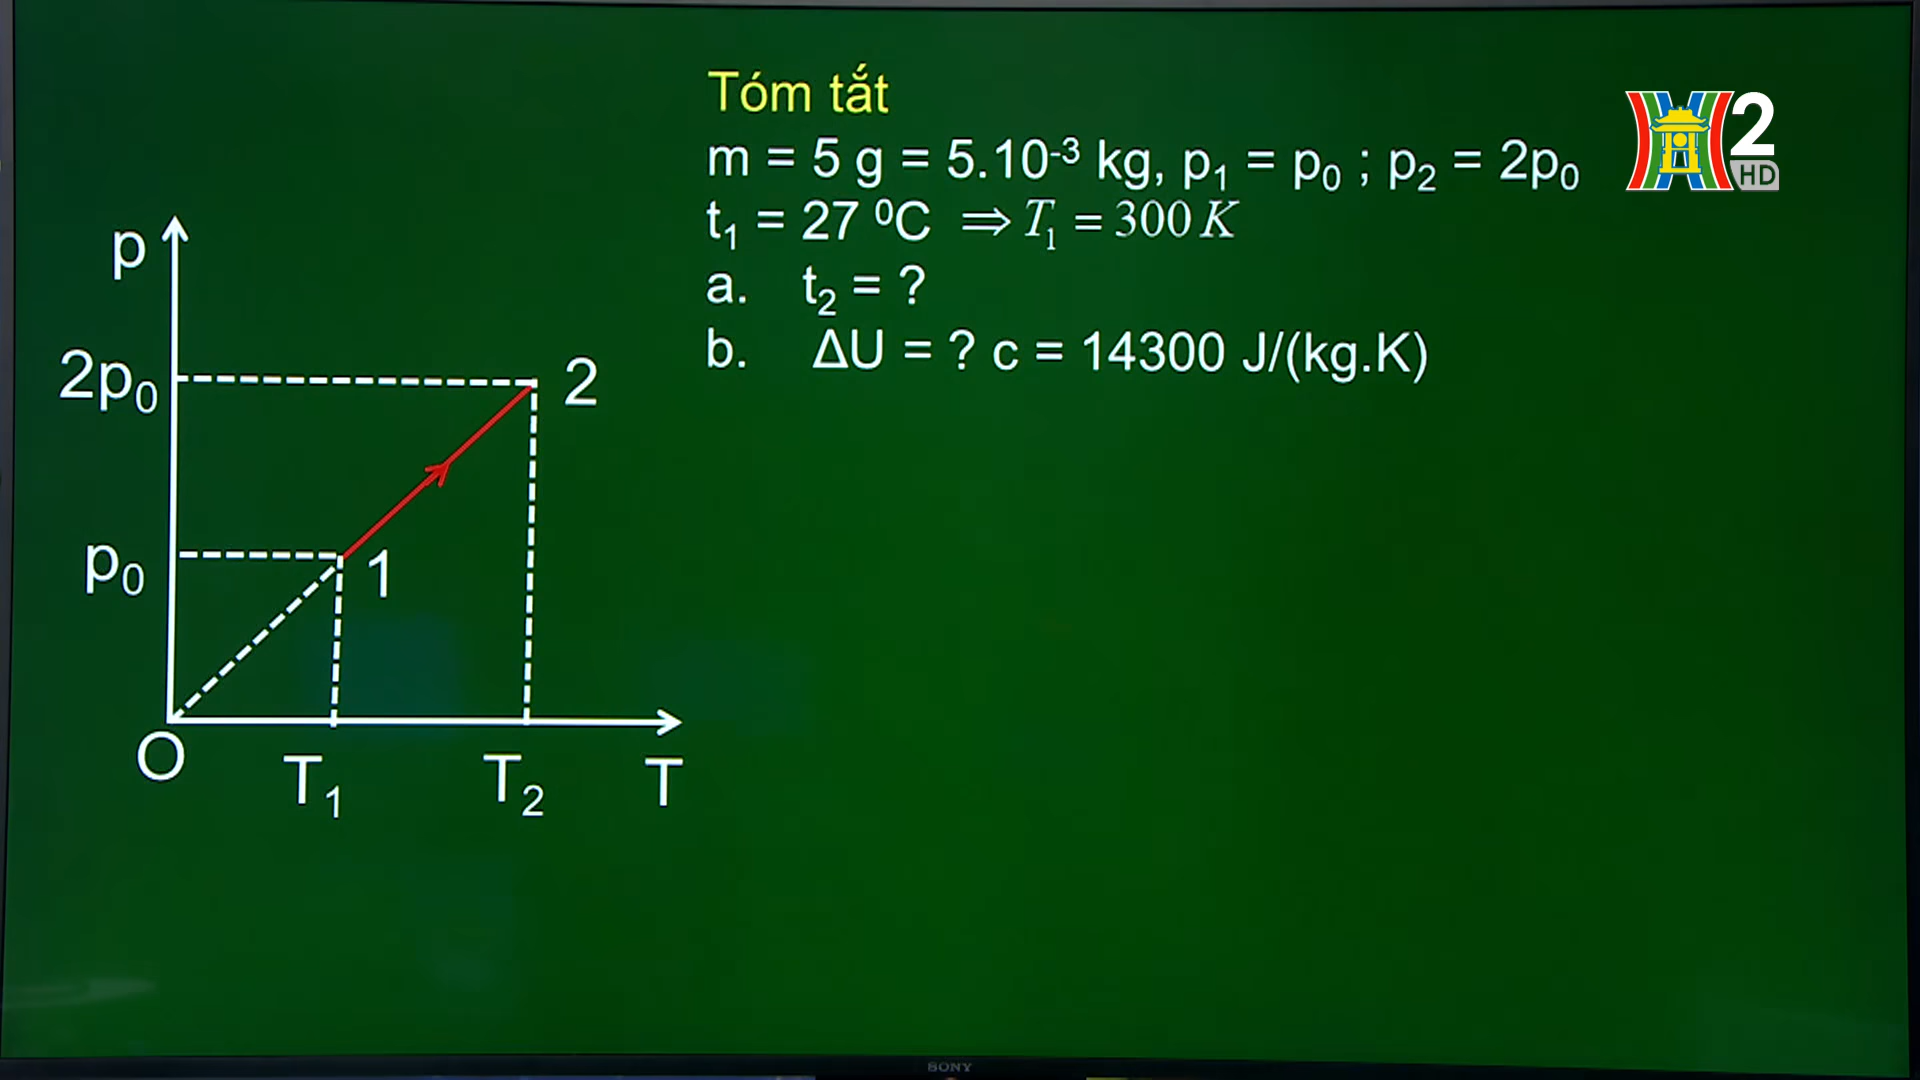 Tóm tắt
m = 5 g = 5.10⁻³ kg, p₁ = p₀ ; p₂ = 2p₀
t₁ = 27 ⁰C ⇒ T₁ = 300 K
a. t₂ = ?
b. ΔU = ? c = 14300 J/(kg.K)
2
HD
p
2p₀
2
p₀
1
O
T₁
T₂
T
SONY